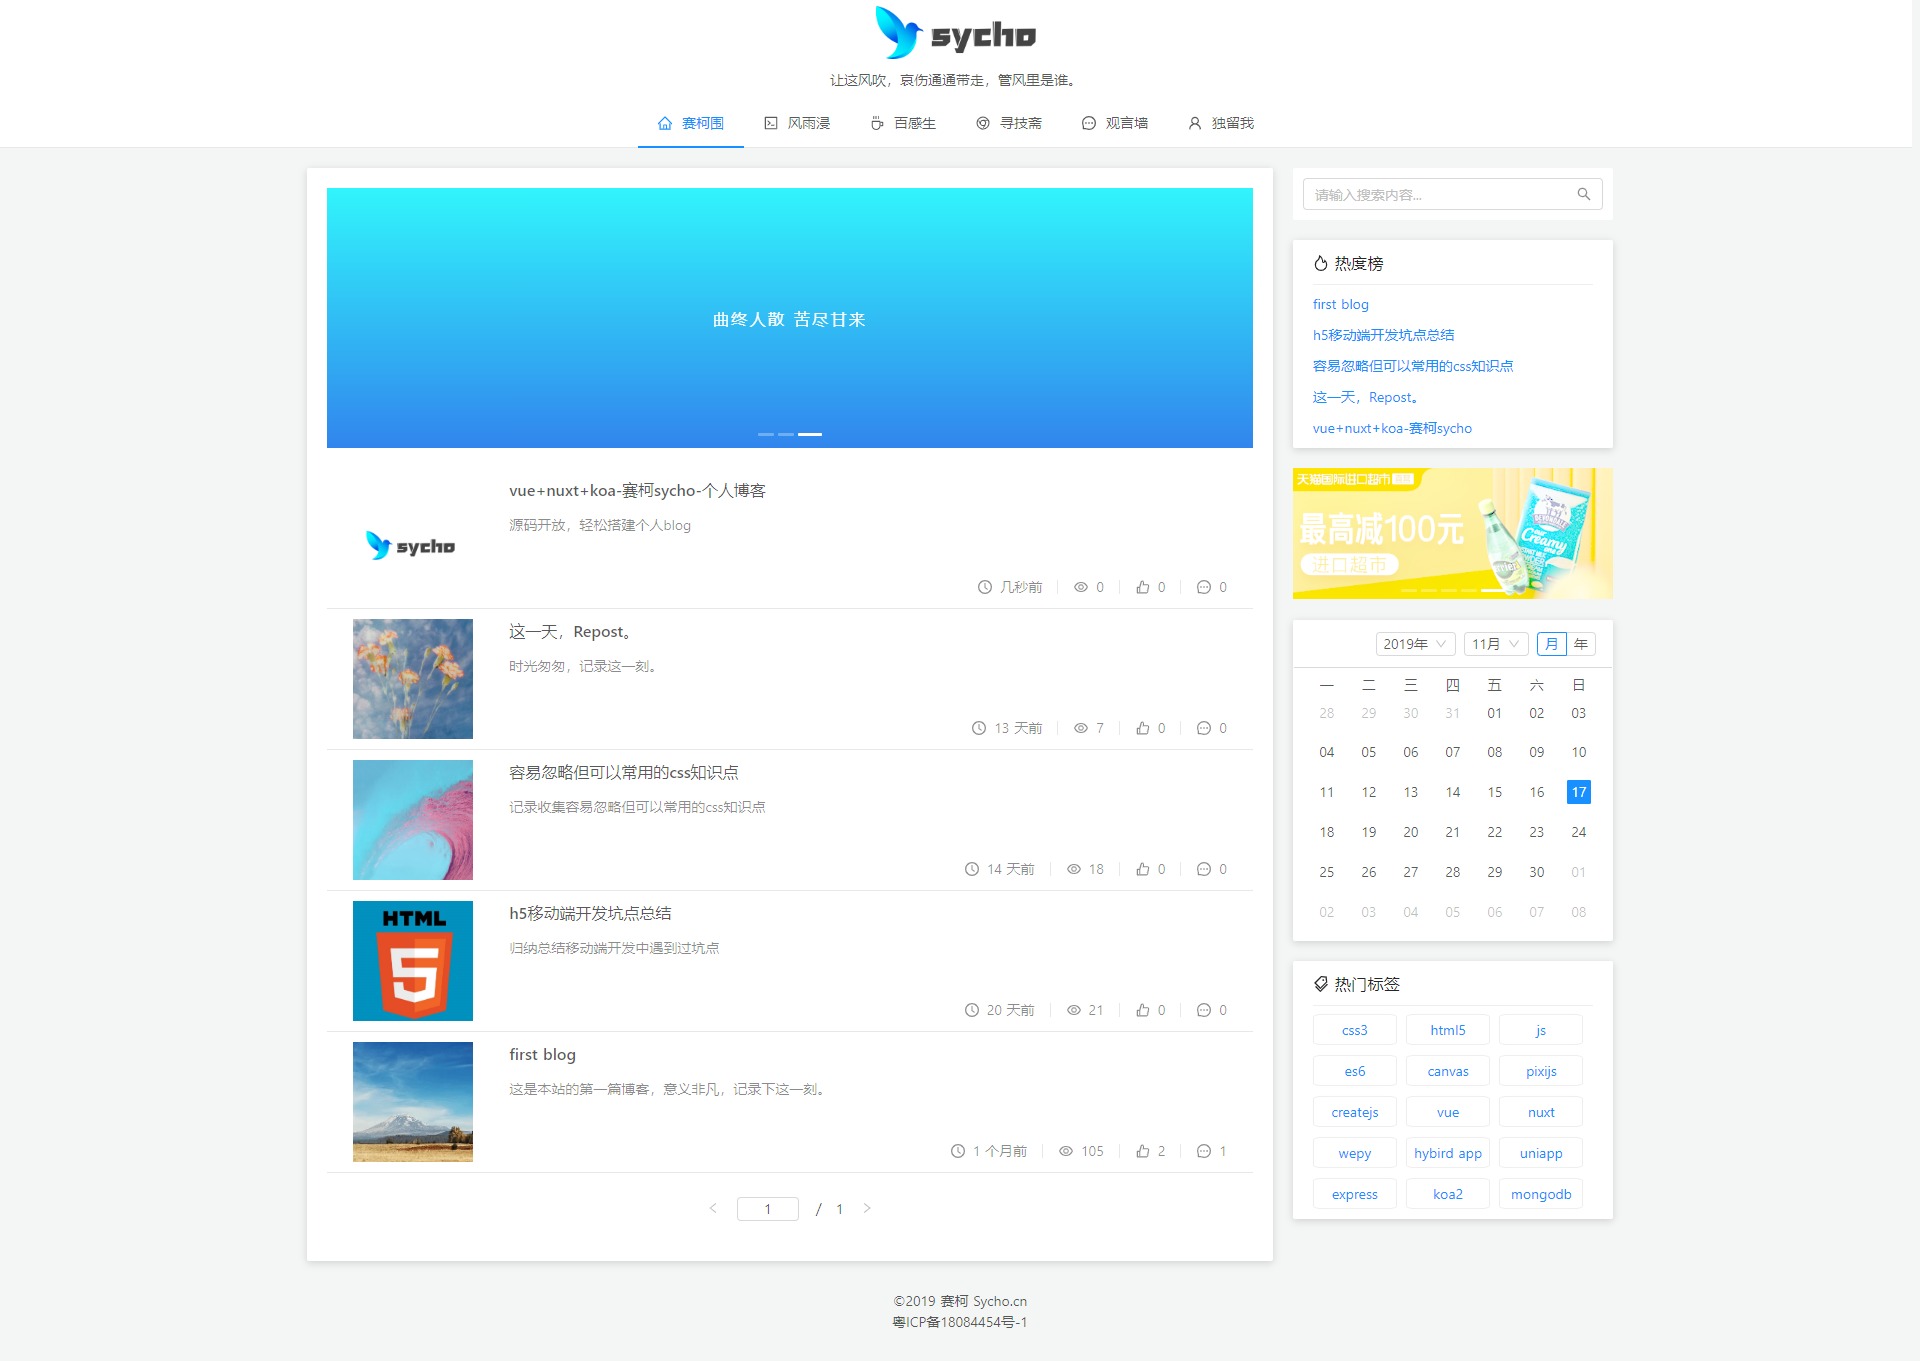 sycho
让这风吹，哀伤通通带走，管风里是谁。
赛柯围 风雨浸 百感生 寻技斋 观言墙 独留我
曲终人散 苦尽甘来
sycho
vue+nuxt+koa-赛柯sycho-个人博客
源码开放，轻松搭建个人blog
几秒前 0 0 0
这一天，Repost。
时光匆匆，记录这一刻。
13 天前 7 0 0
容易忽略但可以常用的css知识点
记录收集容易忽略但可以常用的css知识点
14 天前 18 0 0
HTML
5
h5移动端开发坑点总结
归纳总结移动端开发中遇到过坑点
20 天前 21 0 0
first blog
这是本站的第一篇博客，意义非凡，记录下这一刻。
1 个月前 105 2 1
1 / 1
请输入搜索内容...
热度榜
first blog
h5移动端开发坑点总结
容易忽略但可以常用的css知识点
这一天，Repost。
vue+nuxt+koa-赛柯sycho
天猫国际进口超市
最高减100元
进口超市
Creamy
2019年 11月 月 年
一 二 三 四 五 六 日
28 29 30 31 01 02 03
04 05 06 07 08 09 10
11 12 13 14 15 16 17
18 19 20 21 22 23 24
25 26 27 28 29 30 01
02 03 04 05 06 07 08
热门标签
css3 html5 js
es6 canvas pixijs
createjs vue nuxt
wepy hybird app uniapp
express koa2 mongodb
©2019 赛柯 Sycho.cn
粤ICP备18084454号-1